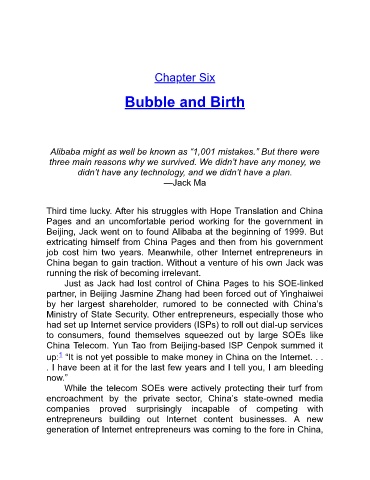 Chapter Six
Bubble and Birth
Alibaba might as well be known as “1,001 mistakes.” But there were
three main reasons why we survived. We didn’t have any money, we
didn’t have any technology, and we didn’t have a plan.
—Jack Ma
Third time lucky. After his struggles with Hope Translation and China
Pages and an uncomfortable period working for the government in
Beijing, Jack went on to found Alibaba at the beginning of 1999. But
extricating himself from China Pages and then from his government
job cost him two years. Meanwhile, other Internet entrepreneurs in
China began to gain traction. Without a venture of his own Jack was
running the risk of becoming irrelevant.
Just as Jack had lost control of China Pages to his SOE-linked
partner, in Beijing Jasmine Zhang had been forced out of Yinghaiwei
by her largest shareholder, rumored to be connected with China’s
Ministry of State Security. Other entrepreneurs, especially those who
had set up Internet service providers (ISPs) to roll out dial-up services
to consumers, found themselves squeezed out by large SOEs like
China Telecom. Yun Tao from Beijing-based ISP Cenpok summed it
up:1 “It is not yet possible to make money in China on the Internet. . .
. I have been at it for the last few years and I tell you, I am bleeding
now.”
While the telecom SOEs were actively protecting their turf from
encroachment by the private sector, China’s state-owned media
companies proved surprisingly incapable of competing with
entrepreneurs building out Internet content businesses. A new
generation of Internet entrepreneurs was coming to the fore in China,